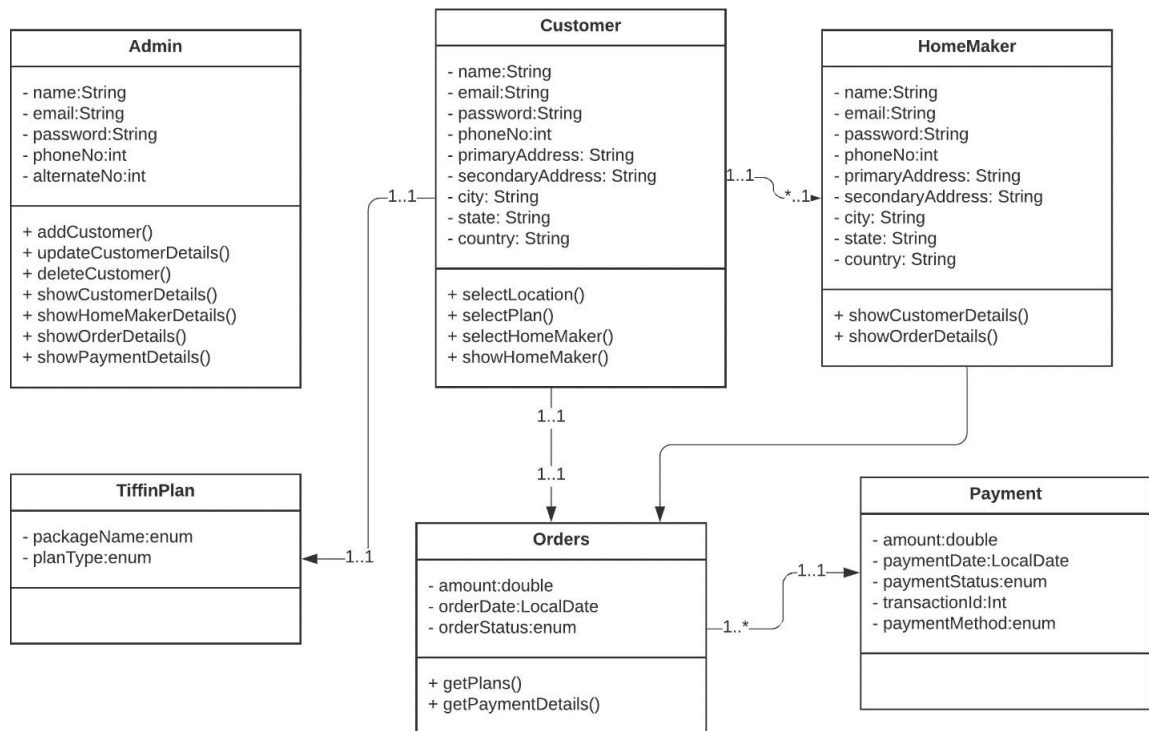 Admin
- name:String
- email:String
- password:String
- phoneNo:int
- alternateNo:int
+ addCustomer()
+ updateCustomerDetails()
+ deleteCustomer()
+ showCustomerDetails()
+ showHomeMakerDetails()
+ showOrderDetails()
+ showPaymentDetails()
Customer
- name:String
- email:String
- password:String
- phoneNo:int
- primaryAddress: String
- secondaryAddress: String
- city: String
- state: String
- country: String
+ selectLocation()
+ selectPlan()
+ selectHomeMaker()
+ showHomeMaker()
HomeMaker
- name:String
- email:String
- password:String
- phoneNo:int
- primaryAddress: String
- secondaryAddress: String
- city: String
- state: String
- country: String
+ showCustomerDetails()
+ showOrderDetails()
1..1
*..1
1..1
1..1
1..1
1..1
TiffinPlan
- packageName:enum
- planType:enum
Orders
- amount:double
- orderDate:LocalDate
- orderStatus:enum
+ getPlans()
+ getPaymentDetails()
1..*
1..1
Payment
- amount:double
- paymentDate:LocalDate
- paymentStatus:enum
- transactionId:Int
- paymentMethod:enum